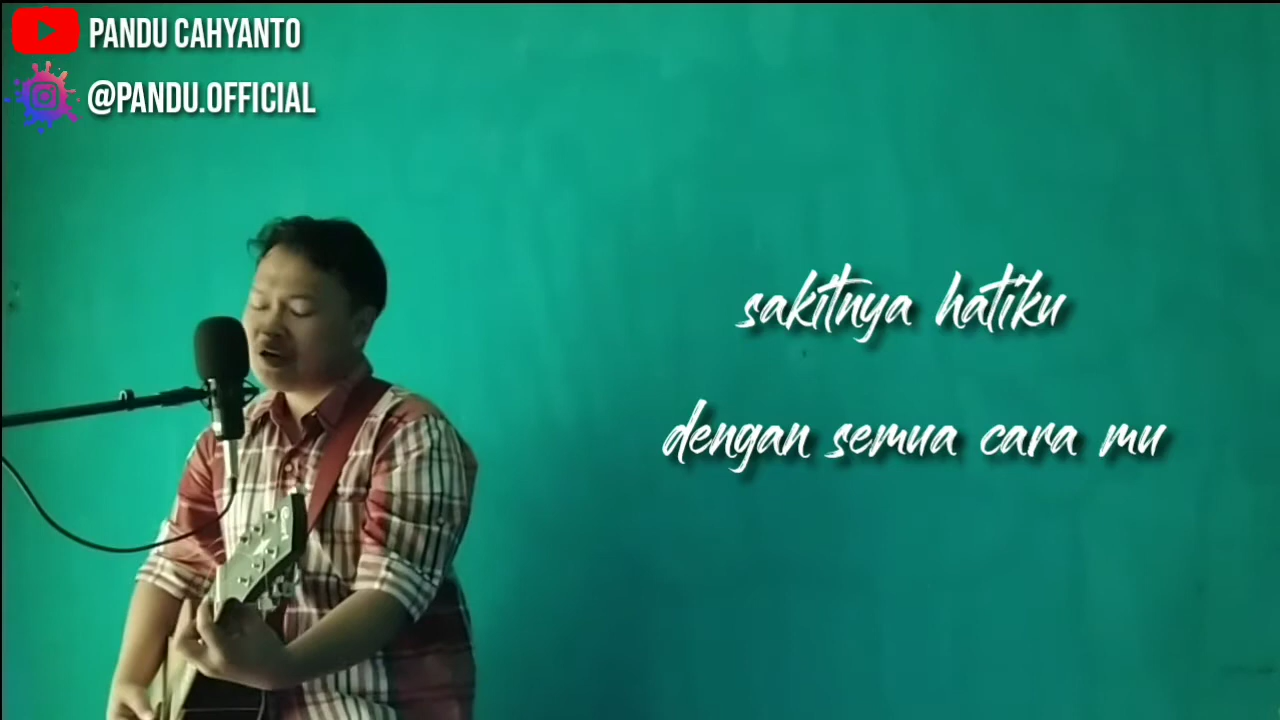 PANDU CAHYANTO
@PANDU.OFFICIAL
sakitnya hatiku
dengan semua cara mu